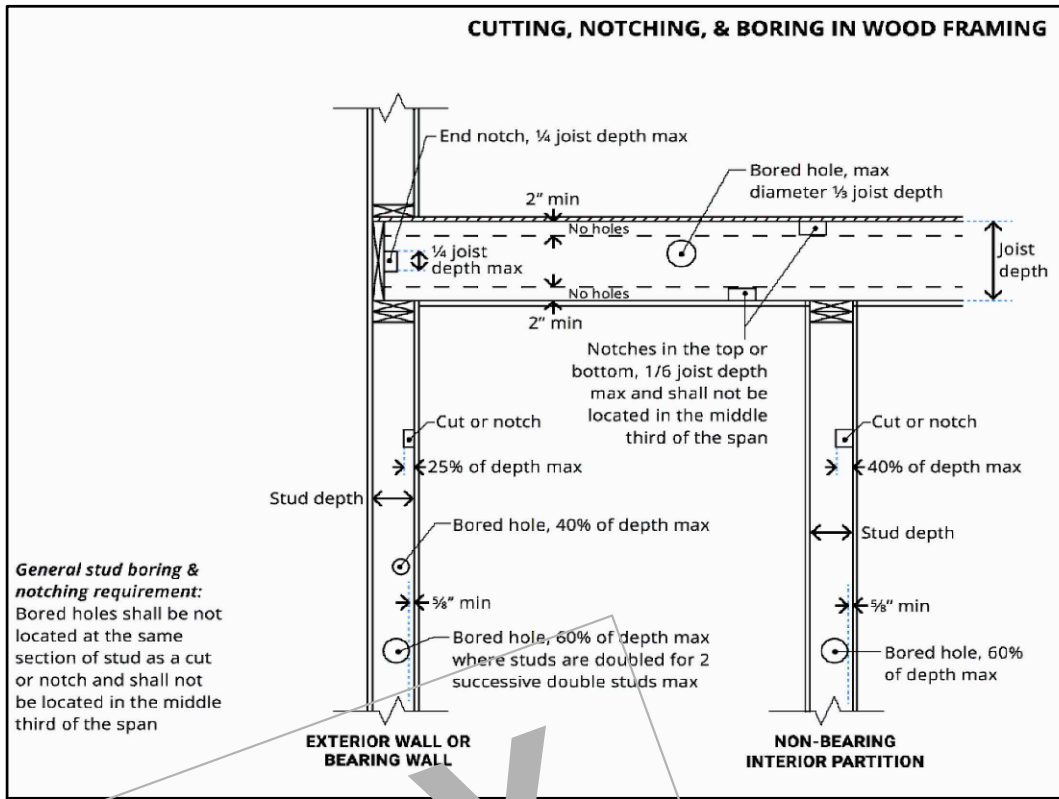 CUTTING, NOTCHING, & BORING IN WOOD FRAMING
End notch, ¼ joist depth max
Bored hole, max
diameter ⅓ joist depth
2" min
No holes
¼ joist
depth max
Joist
depth
No holes
2" min
Notches in the top or
bottom, 1/6 joist depth
max and shall not be
located in the middle
third of the span
Cut or notch
25% of depth max
Stud depth
Bored hole, 40% of depth max
⅝" min
Bored hole, 60% of depth max
where studs are doubled for 2
successive double studs max
Cut or notch
40% of depth max
Stud depth
⅝" min
Bored hole, 60%
of depth max
General stud boring &
notching requirement:
Bored holes shall be not
located at the same
section of stud as a cut
or notch and shall not
be located in the middle
third of the span
EXTERIOR WALL OR
BEARING WALL
NON-BEARING
INTERIOR PARTITION